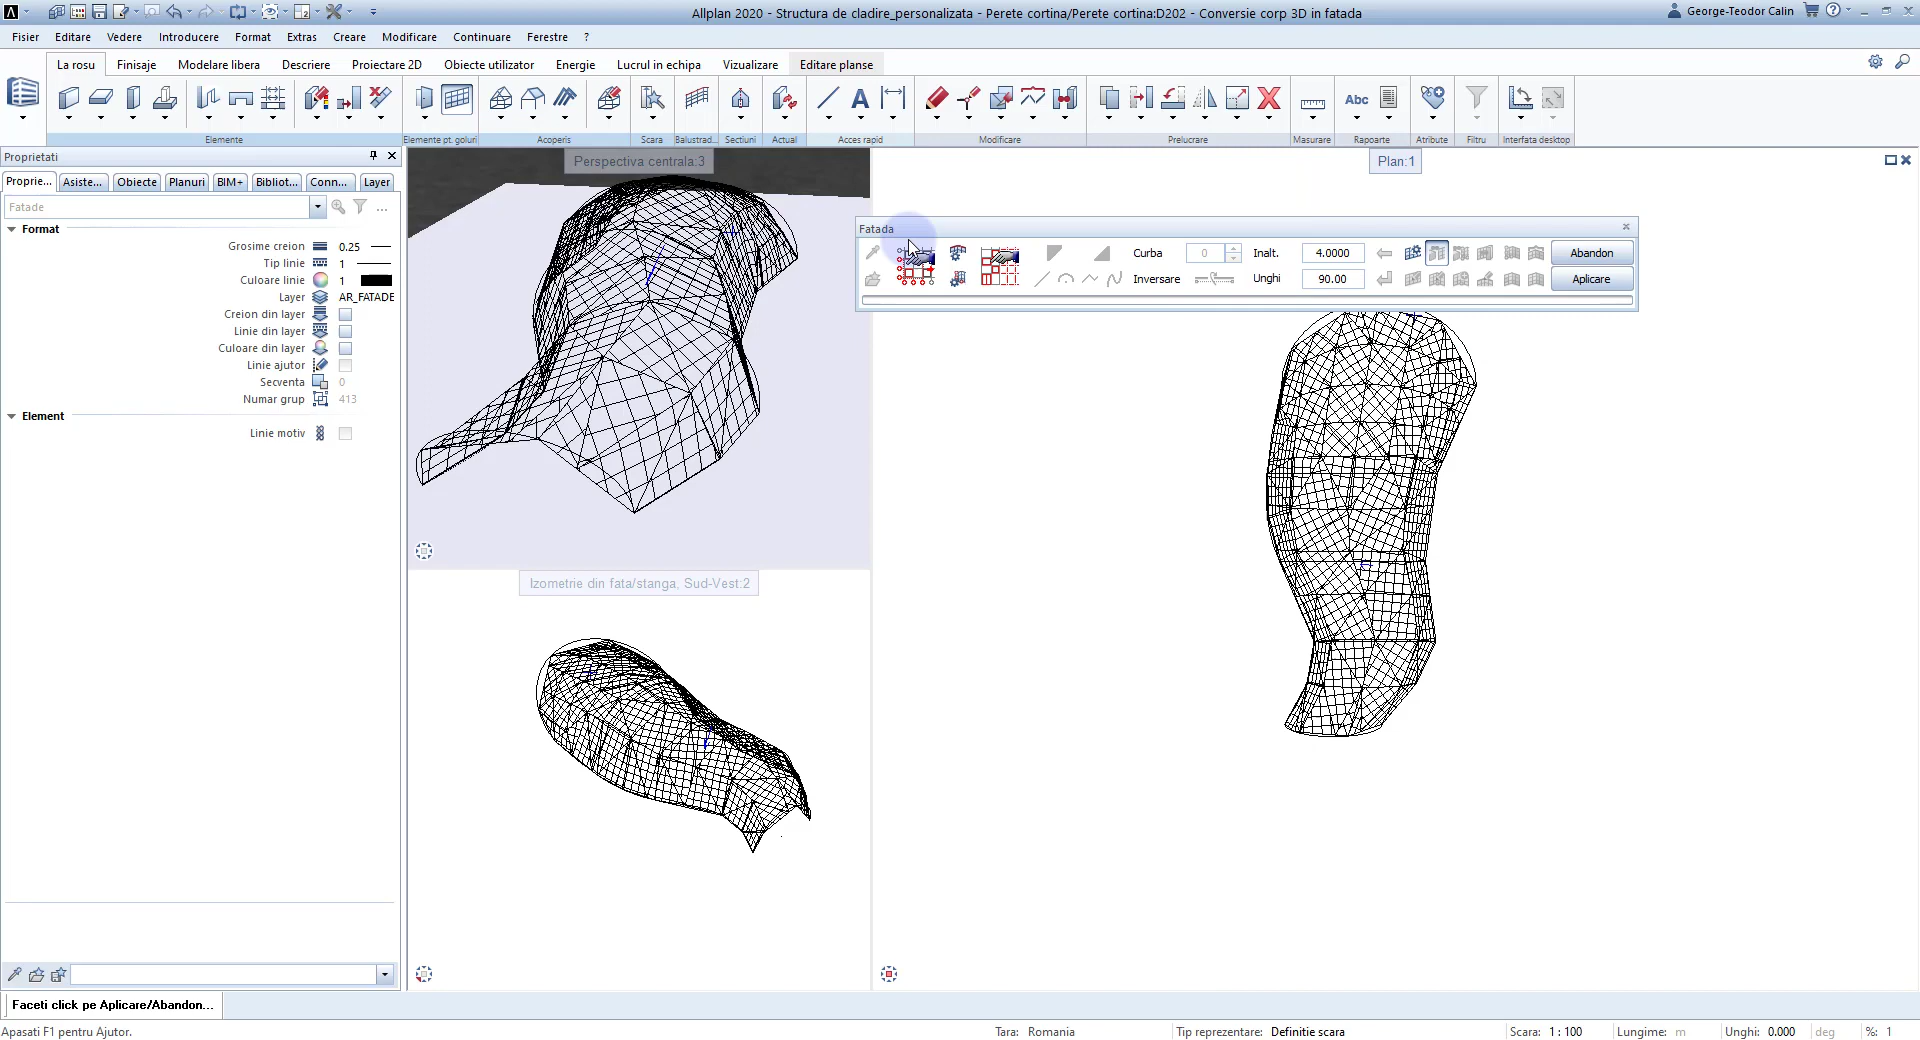 Allplan 2020 - Structura de cladire_personalizata - Perete cortina/Perete cortina:D202 - Conversie corp 3D in fatada
George-Teodor Calin
Fisier Editare Vedere Introducere Format Extras Creare Modificare Continuare Ferestre ?
La rosu Finisaje Modelare libera Descriere Proiectare 2D Obiecte utilizator Energie Lucrul in echipa Vizualizare Editare planse
Abc
Elemente Elemente pt. goluri Acoperis Scara Balustrad... Sectiuni Actual Acces rapid Modificare Prelucrare Masurare Rapoarte Atribute Filtru Interfata desktop
Proprietati
Proprie... Asiste... Obiecte Planuri BIM+ Bibliot... Conn... Layer
Fatade ...
Format
Grosime creion 0.25
Tip linie 1
Culoare linie 1
Layer AR_FATADE
Creion din layer
Linie din layer
Culoare din layer
Linie ajutor
Secventa 0
Numar grup 413
Element
Linie motiv
Perspectiva centrala:3
Plan:1
Fatada
Curba 0 Inalt. 4.0000 Abandon
Inversare Unghi 90.00 Aplicare
Izometrie din fata/stanga, Sud-Vest:2
Faceti click pe Aplicare/Abandon...
Apasati F1 pentru Ajutor.
Tara: Romania Tip reprezentare: Definitie scara Scara: 1 : 100 Lungime: m Unghi: 0.000 deg %: 1